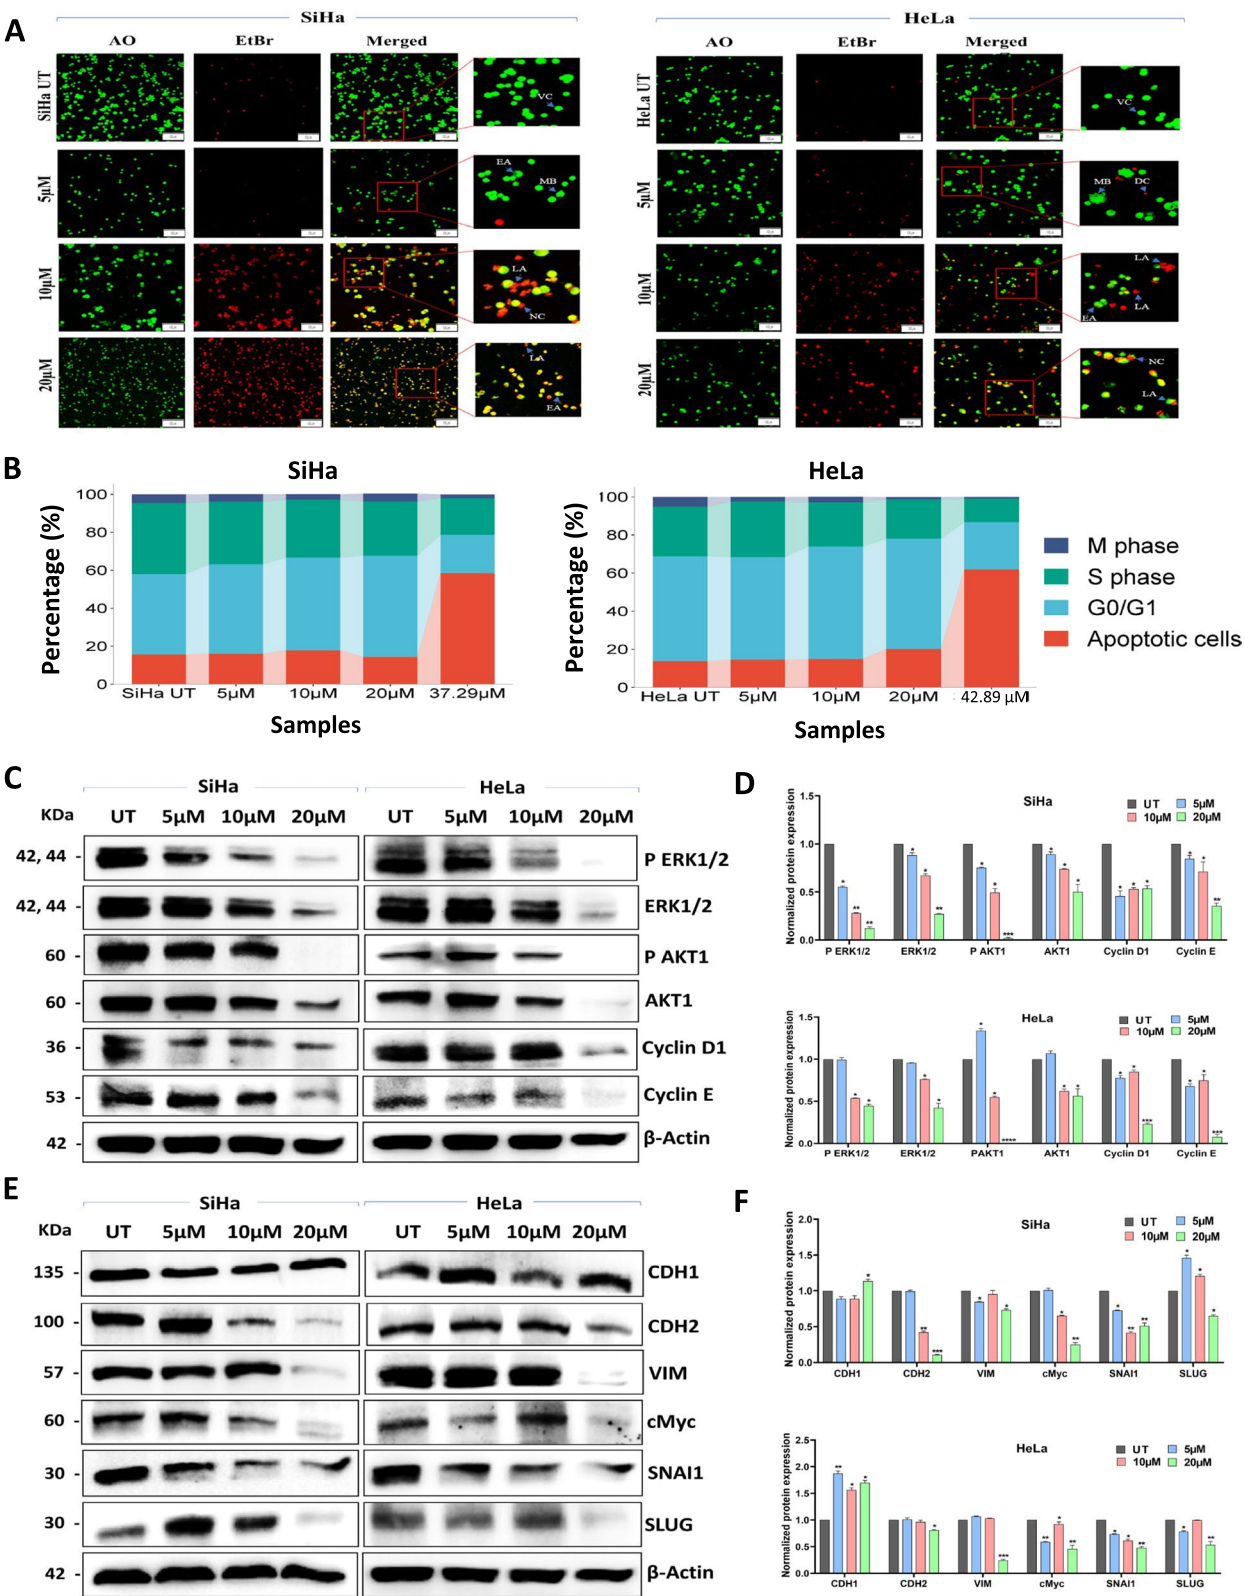 A
SiHa
HeLa
AO EtBr Merged
AO EtBr Merged
SiHa UT
VC
HeLa UT
VC
5µM
EA
MB
5µM
MB DC
10µM
LA
NC
10µM
LA
LA
EA
20µM
LA
EA
20µM
NC
LA
B
SiHa
HeLa
Percentage (%)
100
80
60
40
20
0
SiHa UT 5µM 10µM 20µM 37.29µM
Samples
Percentage (%)
100
80
60
40
20
0
HeLa UT 5µM 10µM 20µM 42.89 µM
Samples
M phase
S phase
G0/G1
Apoptotic cells
C
SiHa HeLa
KDa UT 5µM 10µM 20µM UT 5µM 10µM 20µM
42, 44 - P ERK1/2
42, 44 - ERK1/2
60 - P AKT1
60 - AKT1
36 - Cyclin D1
53 - Cyclin E
42 - β-Actin
D
SiHa
UT 5µM
10µM 20µM
Normalized protein expression
1.5
1.0
0.5
0.0
* ** ** * * ** * * *** * * * * * * * * **
P ERK1/2 ERK1/2 P AKT1 AKT1 Cyclin D1 Cyclin E
HeLa
UT 5µM
10µM 20µM
Normalized protein expression
1.5
1.0
0.5
0.0
* * * * * * **** * * * * *** * * ***
P ERK1/2 ERK1/2 PAKT1 AKT1 Cyclin D1 Cyclin E
E
SiHa HeLa
KDa UT 5µM 10µM 20µM UT 5µM 10µM 20µM
135 - CDH1
100 - CDH2
57 - VIM
60 - cMyc
30 - SNAI1
30 - SLUG
42 - β-Actin
F
SiHa
UT 5µM
10µM 20µM
Normalized protein expression
2.0
1.5
1.0
0.5
0.0
* ** *** * * * ** * ** ** * * *
CDH1 CDH2 VIM cMyc SNAI1 SLUG
HeLa
UT 5µM
10µM 20µM
Normalized protein expression
2.5
2.0
1.5
1.0
0.5
0.0
** * * * *** ** * ** * * ** * **
CDH1 CDH2 VIM cMyc SNAI1 SLUG